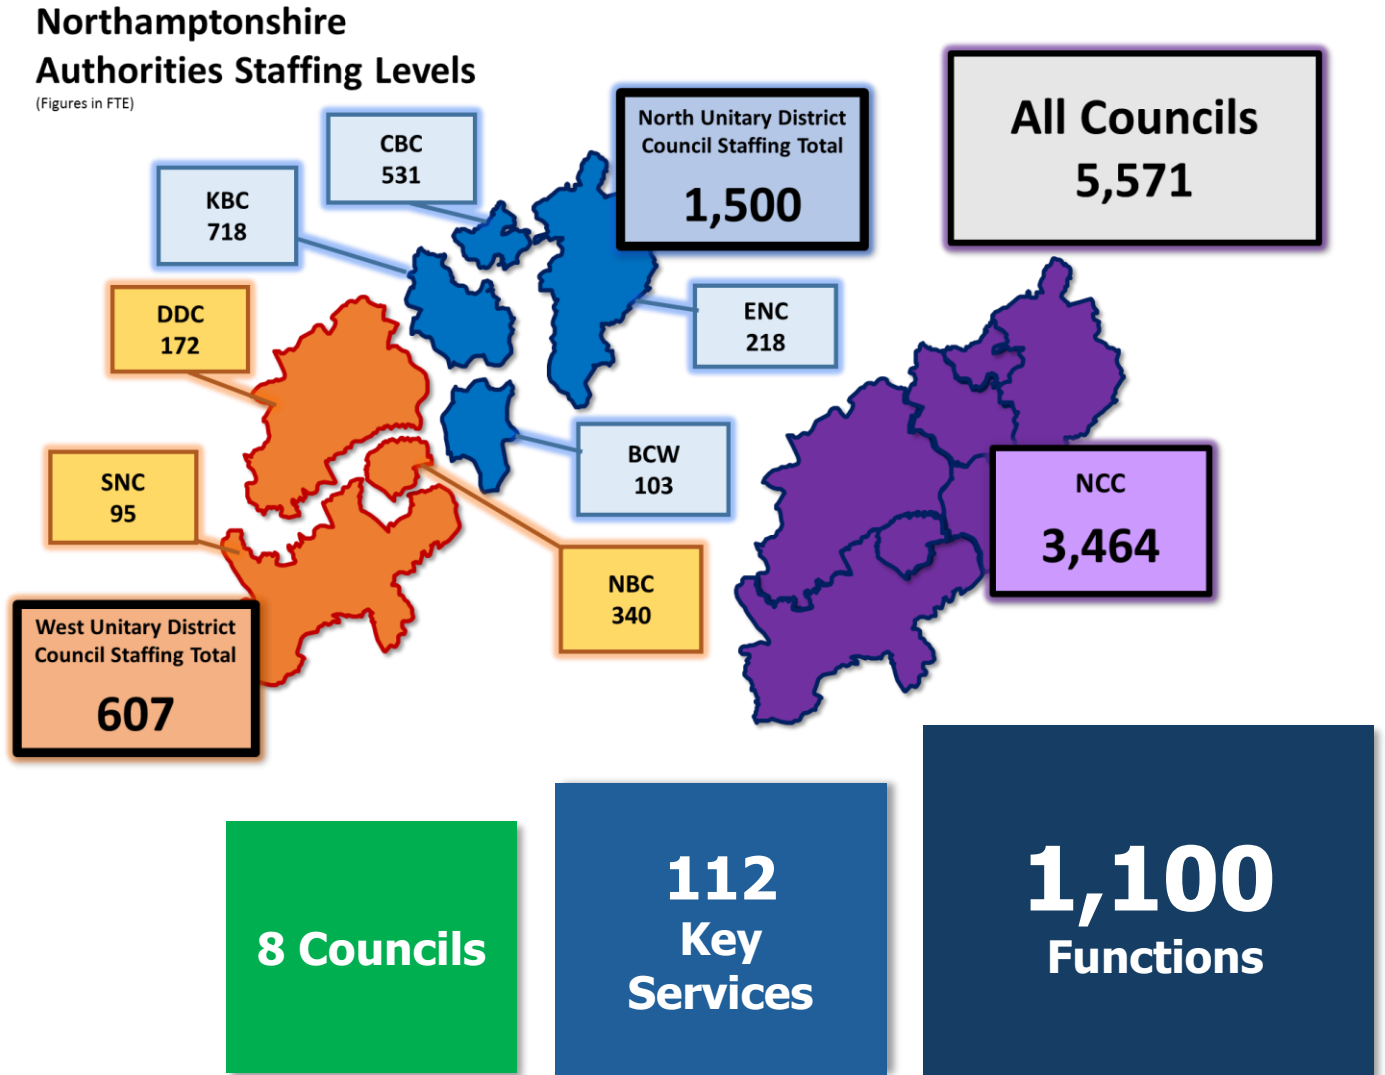 Northamptonshire
Authorities Staffing Levels
(Figures in FTE)
CBC
531
KBC
718
North Unitary District
Council Staffing Total
1,500
All Councils
5,571
DDC
172
ENC
218
SNC
95
BCW
103
NCC
3,464
NBC
340
West Unitary District
Council Staffing Total
607
8 Councils
112
Key
Services
1,100
Functions